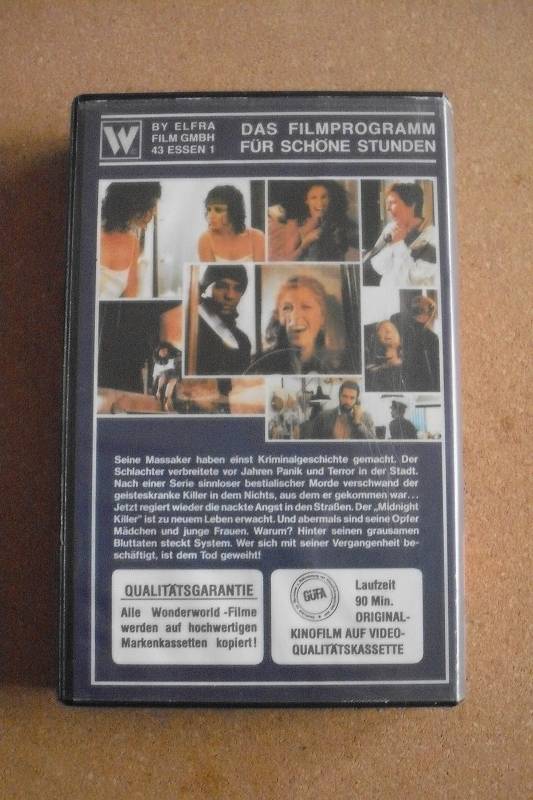 W
BY ELFRA
FILM GMBH
43 ESSEN 1
DAS FILMPROGRAMM
FÜR SCHÖNE STUNDEN
Seine Massaker haben einst Kriminalgeschichte gemacht. Der
Schlachter verbreitete vor Jahren Panik und Terror in der Stadt.
Nach einer Serie sinnloser bestialischer Morde verschwand der
geisteskranke Killer in dem Nichts, aus dem er gekommen war...
Jetzt regiert wieder die nackte Angst in den Straßen. Der „Midnight
Killer" ist zu neuem Leben erwacht. Und abermals sind seine Opfer
Mädchen und junge Frauen. Warum? Hinter seinen grausamen
Bluttaten steckt System. Wer sich mit seiner Vergangenheit be-
schäftigt, ist dem Tod geweiht!
QUALITÄTSGARANTIE
Alle Wonderworld-Filme
werden auf hochwertigen
Markenkassetten kopiert!
GÜFA
Laufzeit
90 Min.
ORIGINAL-
KINOFILM AUF VIDEO-
QUALITÄTSKASSETTE